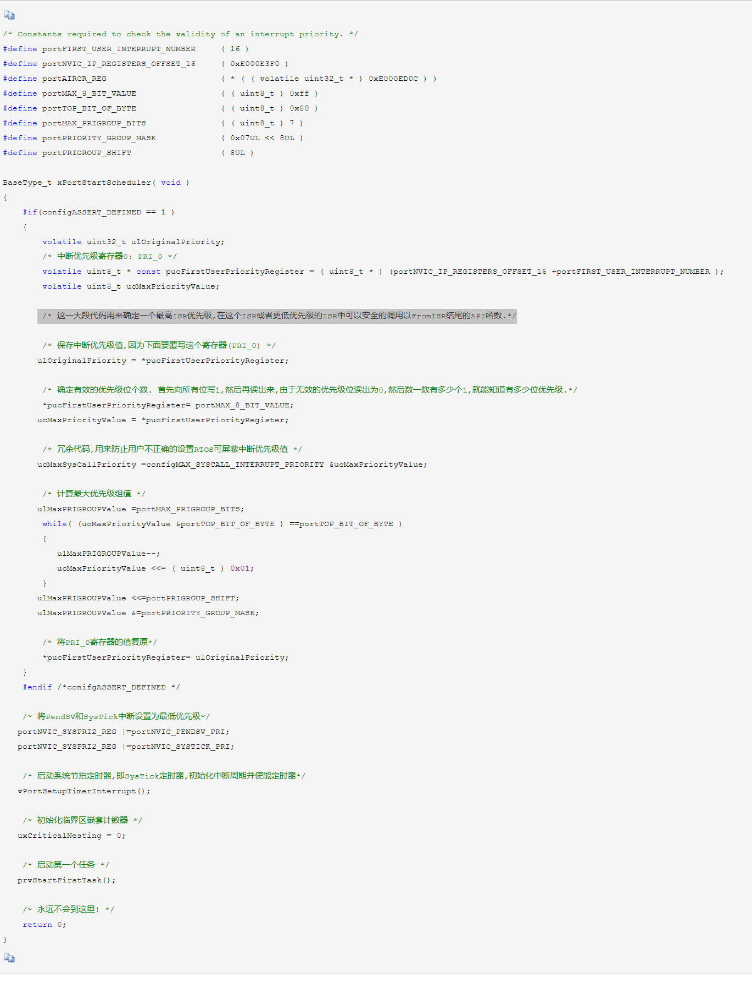 /* Constants required to check the validity of an interrupt priority. */
#define portFIRST_USER_INTERRUPT_NUMBER     ( 16 )
#define portNVIC_IP_REGISTERS_OFFSET_16     ( 0xE000E3F0 )
#define portAIRCR_REG                       ( * ( ( volatile uint32_t * ) 0xE000ED0C ) )
#define portMAX_8_BIT_VALUE                 ( ( uint8_t ) 0xff )
#define portTOP_BIT_OF_BYTE                 ( ( uint8_t ) 0x80 )
#define portMAX_PRIGROUP_BITS               ( ( uint8_t ) 7 )
#define portPRIORITY_GROUP_MASK             ( 0x07UL << 8UL )
#define portPRIGROUP_SHIFT                  ( 8UL )

BaseType_t xPortStartScheduler( void )
{
    #if(configASSERT_DEFINED == 1 )
    {
        volatile uint32_t ulOriginalPriority;
        /* 中断优先级寄存器0: PRI_0 */
        volatile uint8_t * const pucFirstUserPriorityRegister = ( uint8_t * ) (portNVIC_IP_REGISTERS_OFFSET_16 +portFIRST_USER_INTERRUPT_NUMBER );
        volatile uint8_t ucMaxPriorityValue;

        /* 这一大段代码用来确定一个最高ISR优先级,在这个ISR或者更低优先级的ISR中可以安全的调用以FromISR结尾的API函数.*/

        /* 保存中断优先级值,因为下面要覆写这个寄存器(PRI_0) */
       ulOriginalPriority = *pucFirstUserPriorityRegister;

        /* 确定有效的优先级位个数. 首先向所有位写1,然后再读出来,由于无效的优先级位读出为0,然后数一数有多少个1,就能知道有多少位优先级.*/
        *pucFirstUserPriorityRegister= portMAX_8_BIT_VALUE;
       ucMaxPriorityValue = *pucFirstUserPriorityRegister;

        /* 冗余代码,用来防止用户不正确的设置RTOS可屏蔽中断优先级值 */
       ucMaxSysCallPriority =configMAX_SYSCALL_INTERRUPT_PRIORITY &ucMaxPriorityValue;

        /* 计算最大优先级组值 */
       ulMaxPRIGROUPValue =portMAX_PRIGROUP_BITS;
        while( (ucMaxPriorityValue &portTOP_BIT_OF_BYTE ) ==portTOP_BIT_OF_BYTE )
        {
           ulMaxPRIGROUPValue--;
           ucMaxPriorityValue <<= ( uint8_t ) 0x01;
        }
       ulMaxPRIGROUPValue <<=portPRIGROUP_SHIFT;
       ulMaxPRIGROUPValue &=portPRIORITY_GROUP_MASK;

        /* 将PRI_0寄存器的值复原*/
        *pucFirstUserPriorityRegister= ulOriginalPriority;
    }
    #endif /*conifgASSERT_DEFINED */

    /* 将PendSV和SysTick中断设置为最低优先级*/
   portNVIC_SYSPRI2_REG |=portNVIC_PENDSV_PRI;
   portNVIC_SYSPRI2_REG |=portNVIC_SYSTICK_PRI;

    /* 启动系统节拍定时器,即SysTick定时器,初始化中断周期并使能定时器*/
   vPortSetupTimerInterrupt();

    /* 初始化临界区嵌套计数器 */
   uxCriticalNesting = 0;

    /* 启动第一个任务 */
   prvStartFirstTask();

    /* 永远不会到这里! */
    return 0;
}